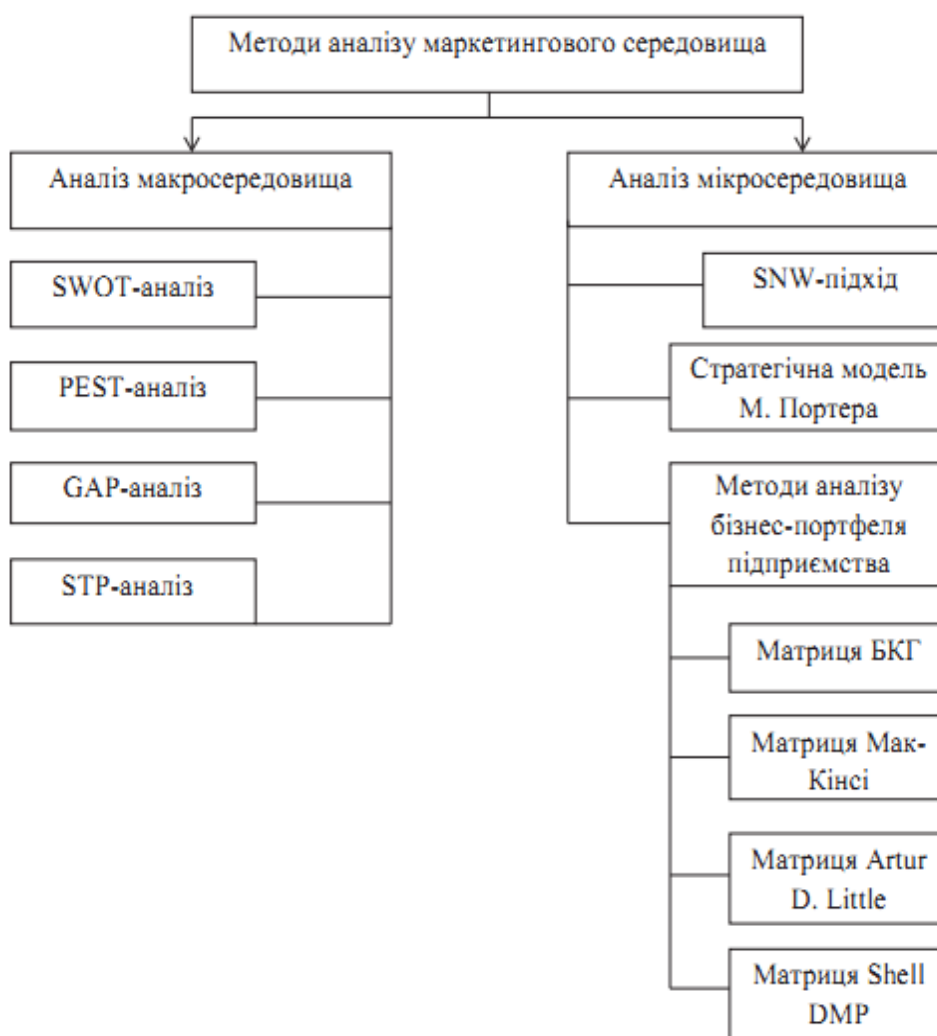 Методи аналізу маркетингового середовища
Аналіз макросередовища
SWOT-аналіз
PEST-аналіз
GAP-аналіз
STP-аналіз
Аналіз мікросередовища
SNW-підхід
Стратегічна модель
М. Портера
Методи аналізу
бізнес-портфеля
підприємства
Матриця БКГ
Матриця Мак-
Кінсі
Матриця Artur
D. Little
Матриця Shell
DMP